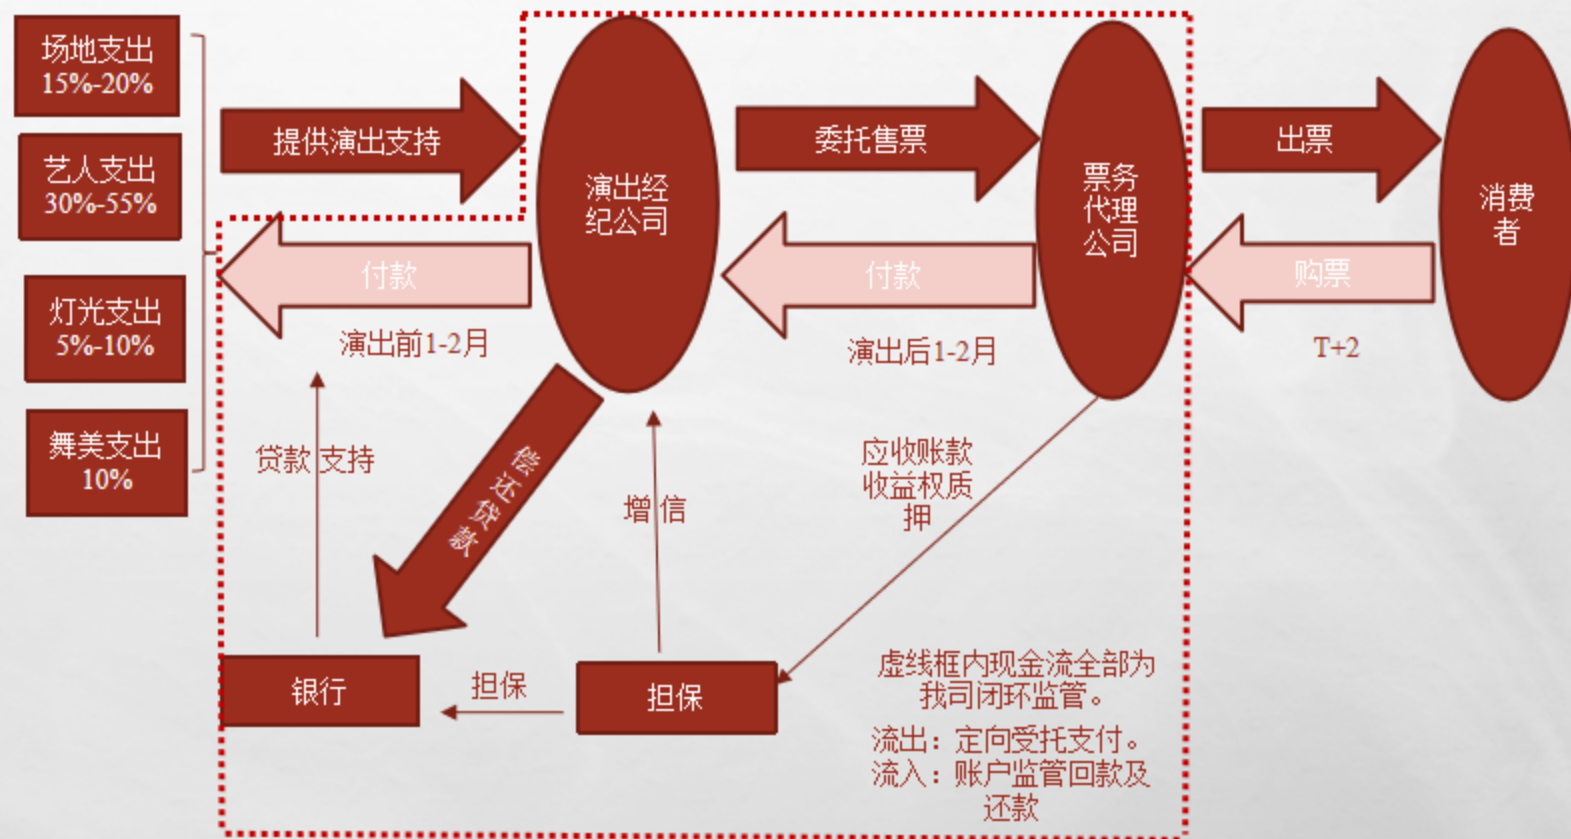 场地支出
15%-20%
艺人支出
30%-55%
灯光支出
5%-10%
舞美支出
10%
提供演出支持
付款
演出前1-2月
演出经
纪公司
委托售票
付款
演出后1-2月
票务
代理
公司
出票
购票
T+2
消费
者
贷款支持
偿还贷款
增信
应收账款
收益权质
押
银行
担保
担保
虚线框内现金流全部为
我司闭环监管。
流出：定向受托支付。
流入：账户监管回款及
还款